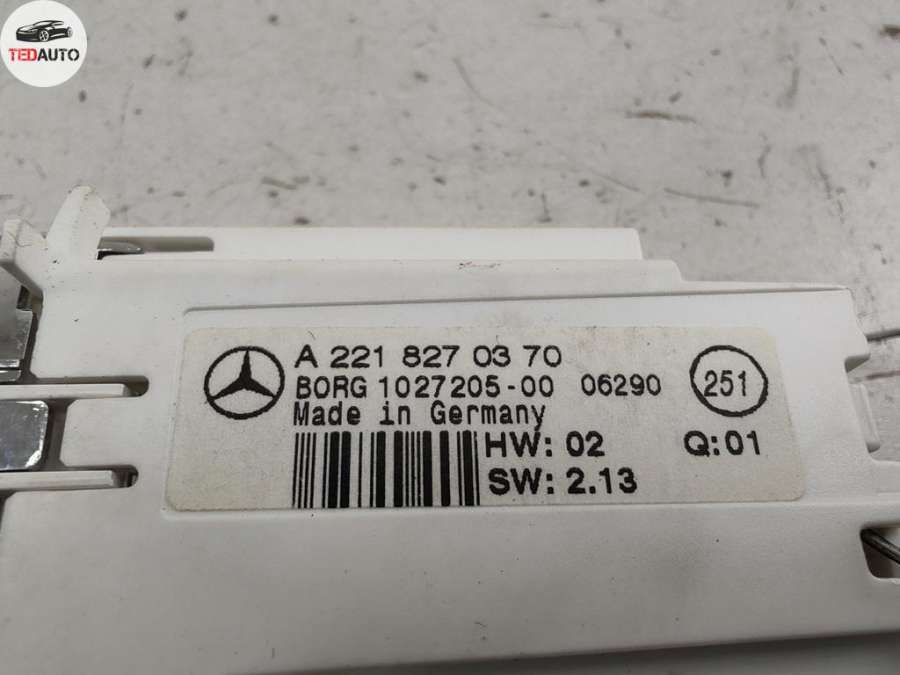 TEDAUTO
A 221 827 03 70
BORG 1027205-00 06290
251
Made in Germany
HW: 02 Q:01
SW: 2.13